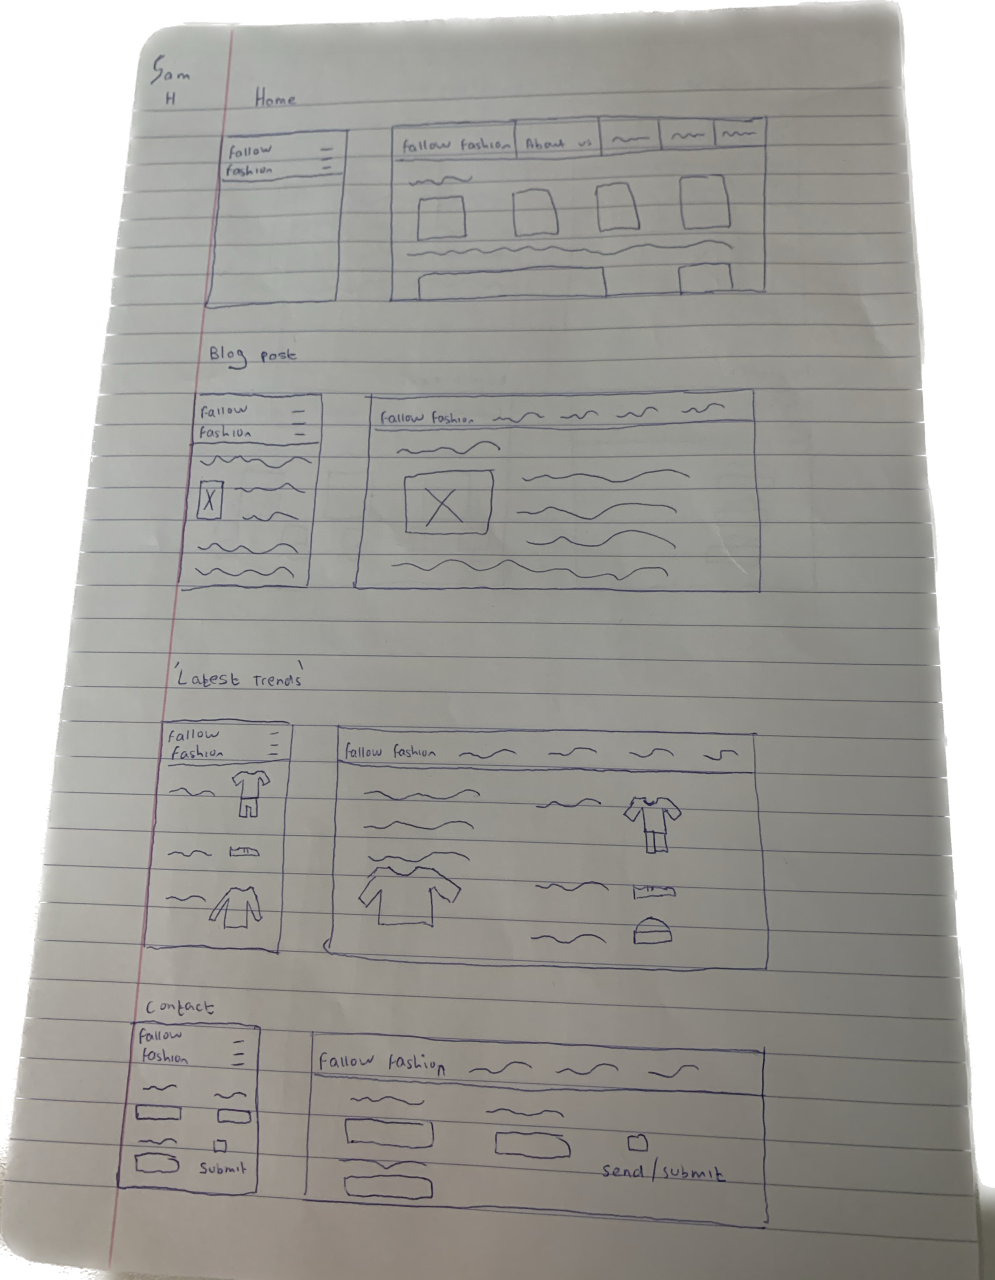 Sam
H
Home
Fallow
Fashion
Fallow Fashion
About us
Blog post
Fallow
Fashion
Fallow Fashion
'Latest Trends'
Fallow
Fashion
Fallow Fashion
Contact
Fallow
Fashion
Fallow Fashion
Submit
Send/submit